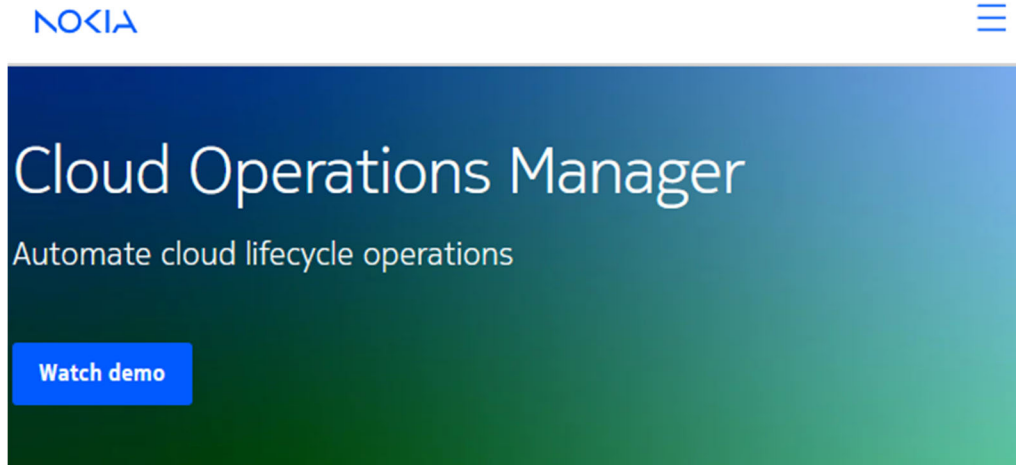 NOKIA
Cloud Operations Manager
Automate cloud lifecycle operations
Watch demo